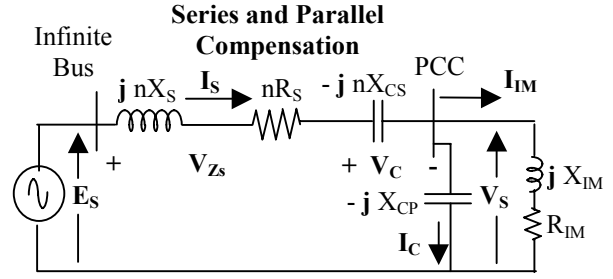 Series and Parallel
Compensation
Infinite
Bus
j nX_S
I_S
nR_S
- j nX_CS
PCC
I_IM
+
V_Zs
+ V_C -
E_S
- j X_CP
V_S
j X_IM
R_IM
I_C